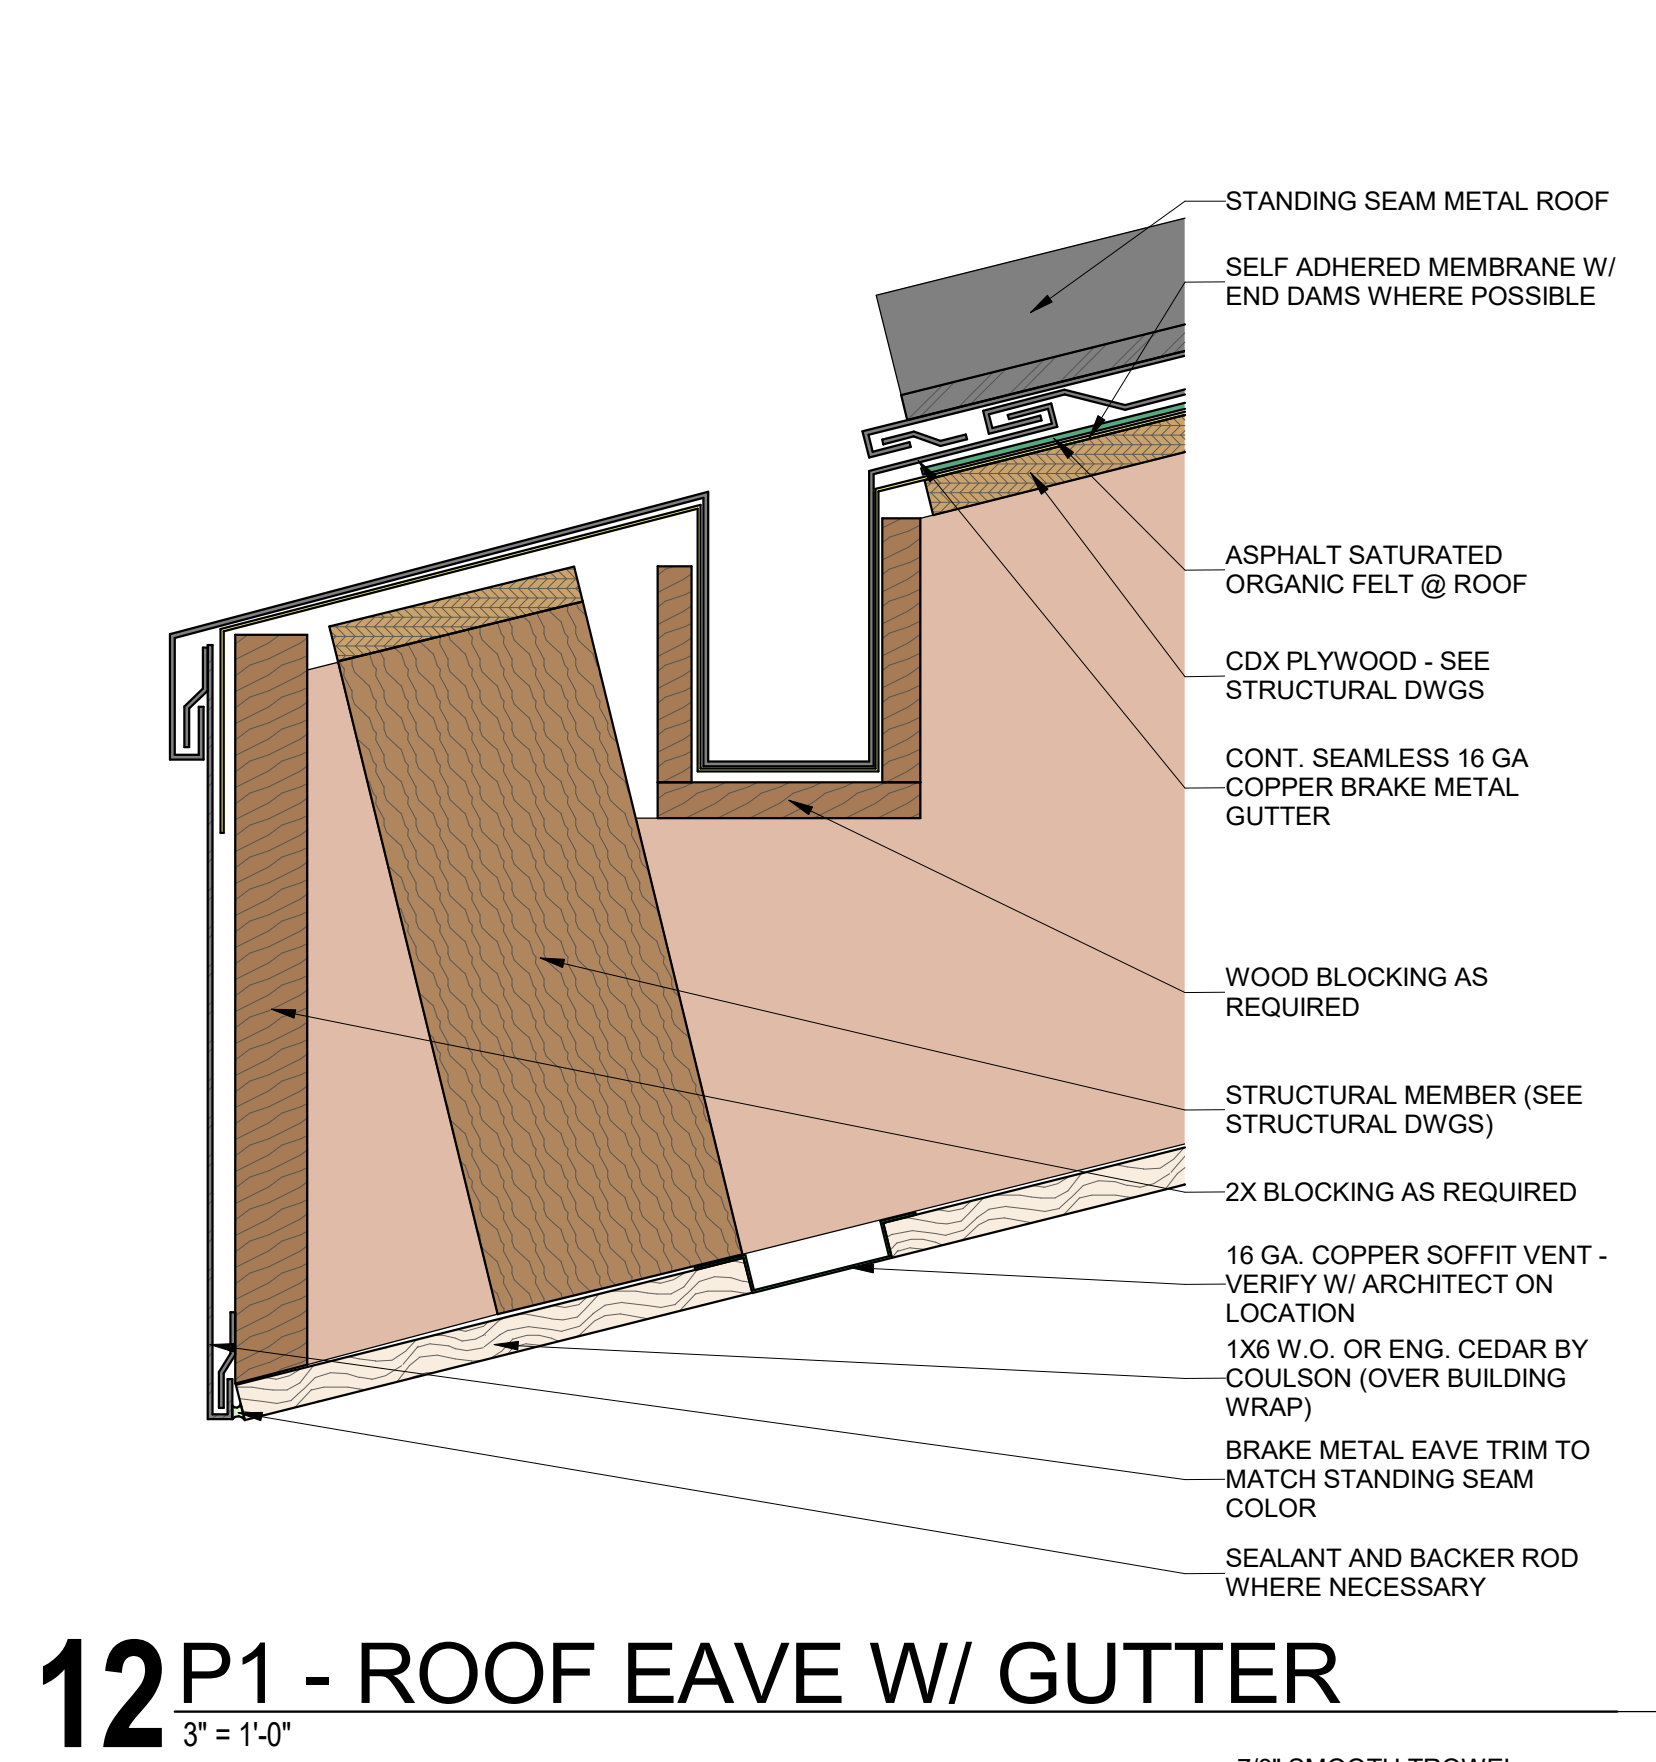 STANDING SEAM METAL ROOF
SELF ADHERED MEMBRANE W/
END DAMS WHERE POSSIBLE
ASPHALT SATURATED
ORGANIC FELT @ ROOF
CDX PLYWOOD - SEE
STRUCTURAL DWGS
CONT. SEAMLESS 16 GA
COPPER BRAKE METAL
GUTTER
WOOD BLOCKING AS
REQUIRED
STRUCTURAL MEMBER (SEE
STRUCTURAL DWGS)
2X BLOCKING AS REQUIRED
16 GA. COPPER SOFFIT VENT -
VERIFY W/ ARCHITECT ON
LOCATION
1X6 W.O. OR ENG. CEDAR BY
COULSON (OVER BUILDING
WRAP)
BRAKE METAL EAVE TRIM TO
MATCH STANDING SEAM
COLOR
SEALANT AND BACKER ROD
WHERE NECESSARY
12 P1 - ROOF EAVE W/ GUTTER
3" = 1'-0"
SMOOTH TROWEL